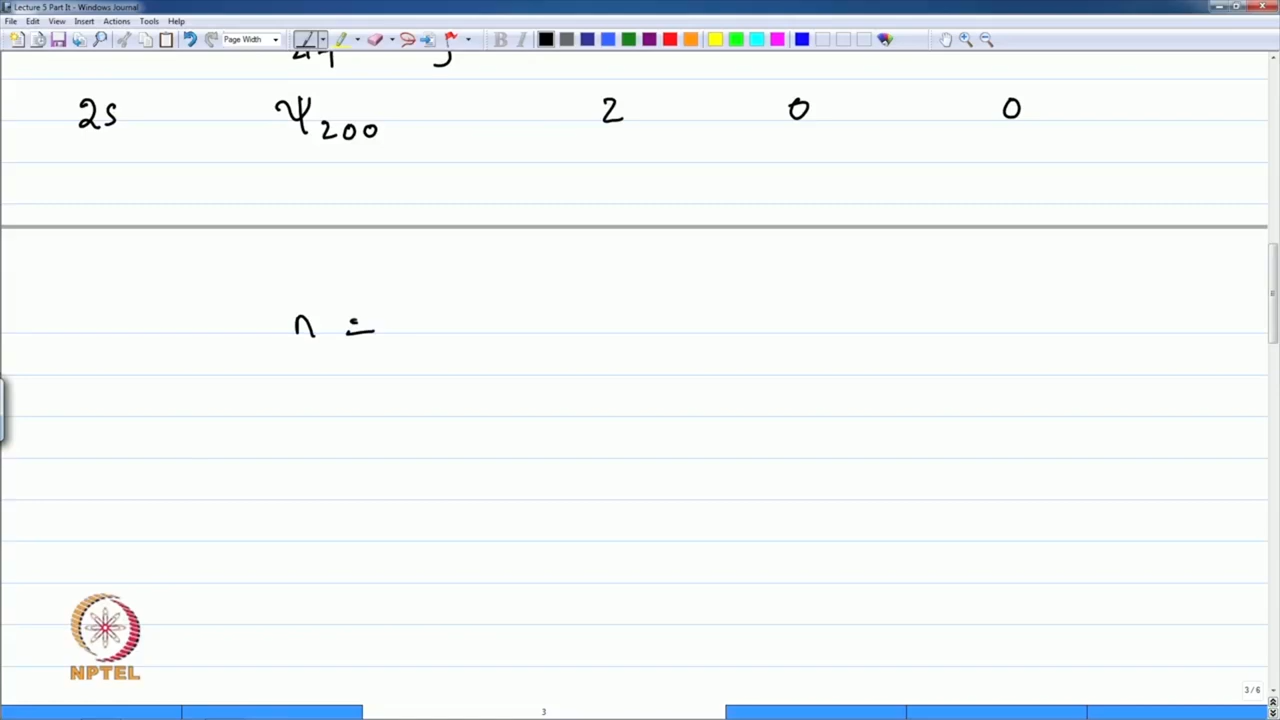 Lecture 5 Part It - Windows Journal
File Edit View Insert Actions Tools Help
Page Width
B I
2s ψ200 2 0 0
n =
NPTEL
3 / 6
3